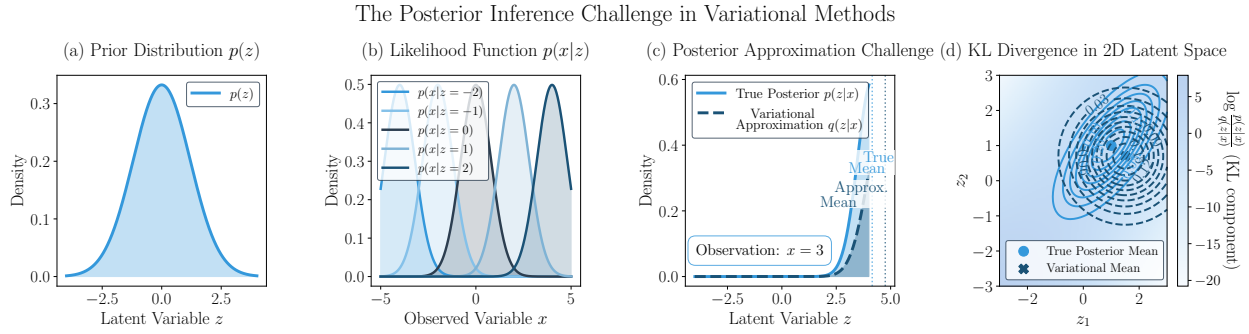 The Posterior Inference Challenge in Variational Methods
(a) Prior Distribution p(z)
p(z)
Density
0.3
0.2
0.1
0.0
−2.5
0.0
2.5
Latent Variable z
(b) Likelihood Function p(x|z)
p(x|z = −2)
p(x|z = −1)
p(x|z = 0)
p(x|z = 1)
p(x|z = 2)
Density
0.5
0.4
0.3
0.2
0.1
0.0
−5
0
5
Observed Variable x
(c) Posterior Approximation Challenge
True Posterior p(z|x)
Variational
Approximation q(z|x)
True
Mean
Approx.
Mean
Observation: x = 3
Density
0.6
0.4
0.2
0.0
−2.5
0.0
2.5
5.0
Latent Variable z
(d) KL Divergence in 2D Latent Space
True Posterior Mean
Variational Mean
z₂
3
2
1
0
−1
−2
−3
−2
0
2
z₁
5
0
−5
−10
−15
−20
log p(z|x)/q(z|x) (KL component)